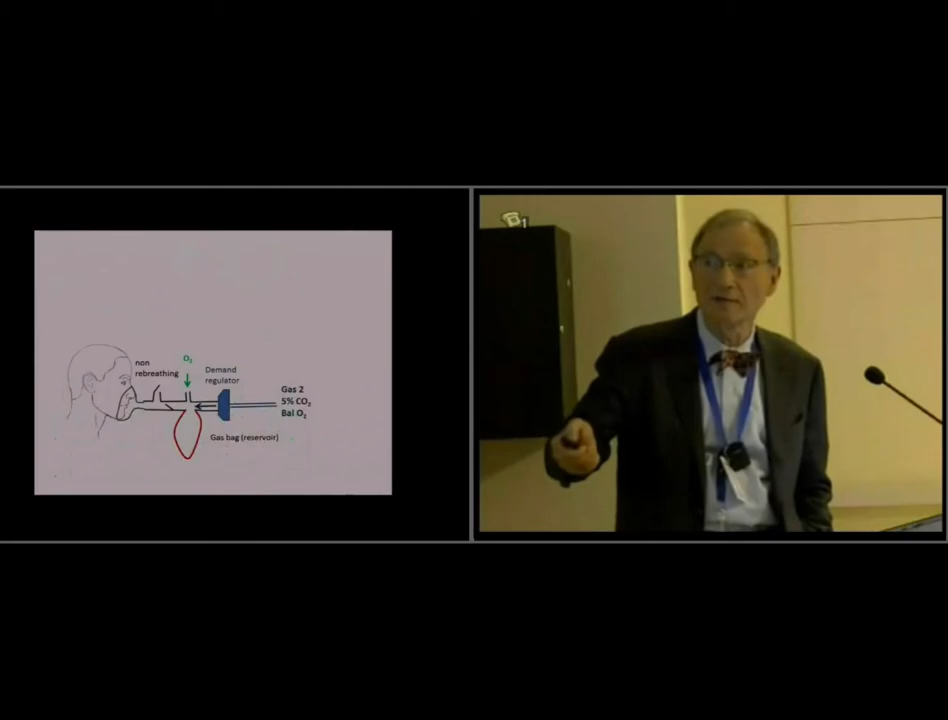 non
rebreathing
O₂
Demand
regulator
Gas 2
5% CO₂
Bal O₂
Gas bag (reservoir)